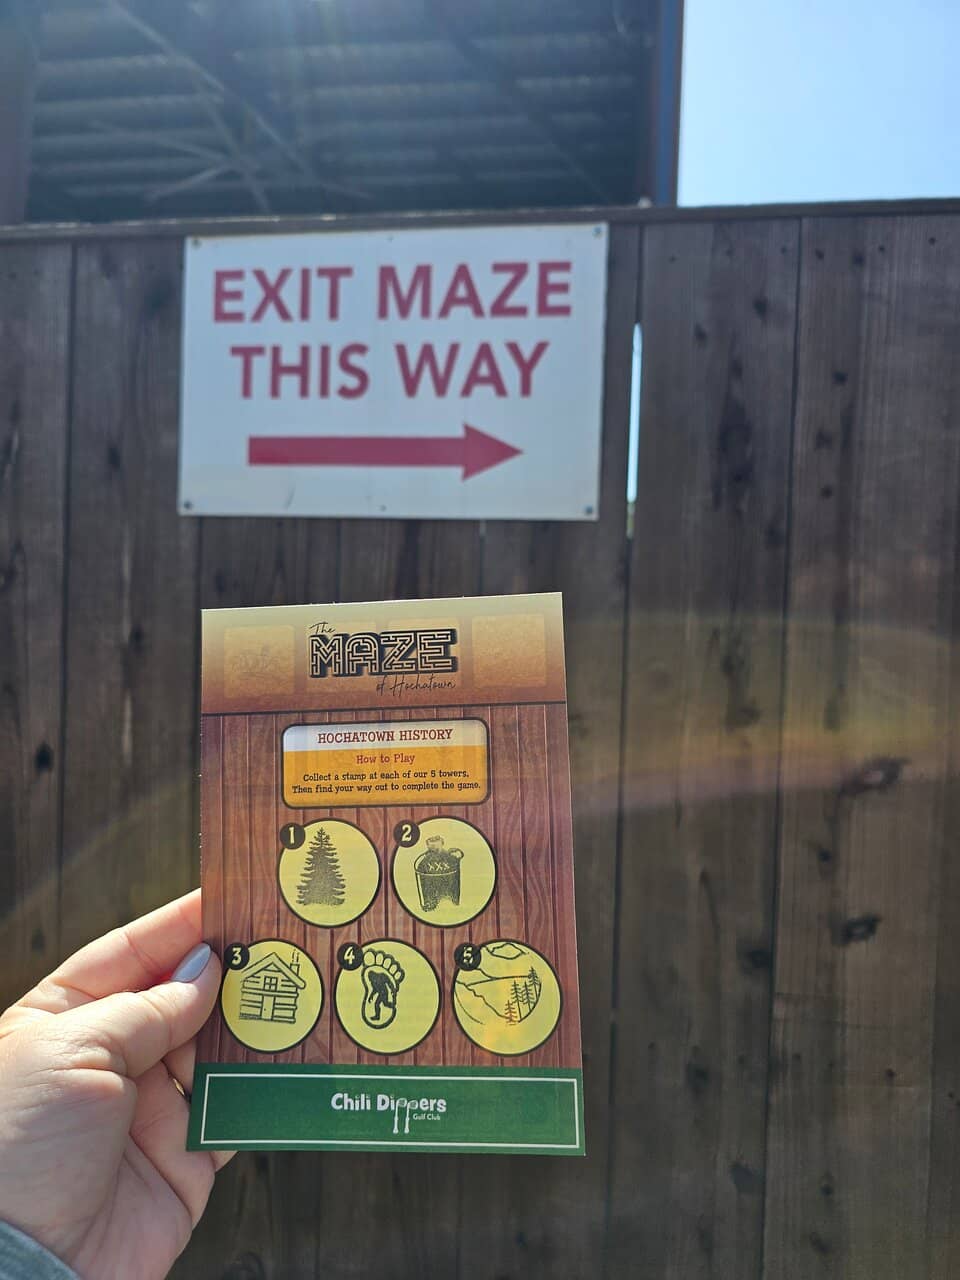 EXIT MAZE
THIS WAY
The
MAZE
of Hochatown
HOCHATOWN HISTORY
How to Play
Collect a stamp at each of our 5 towers.
Then find your way out to complete the game.
1
2
XXX
3
4
5
Chili Dippers
Golf Club